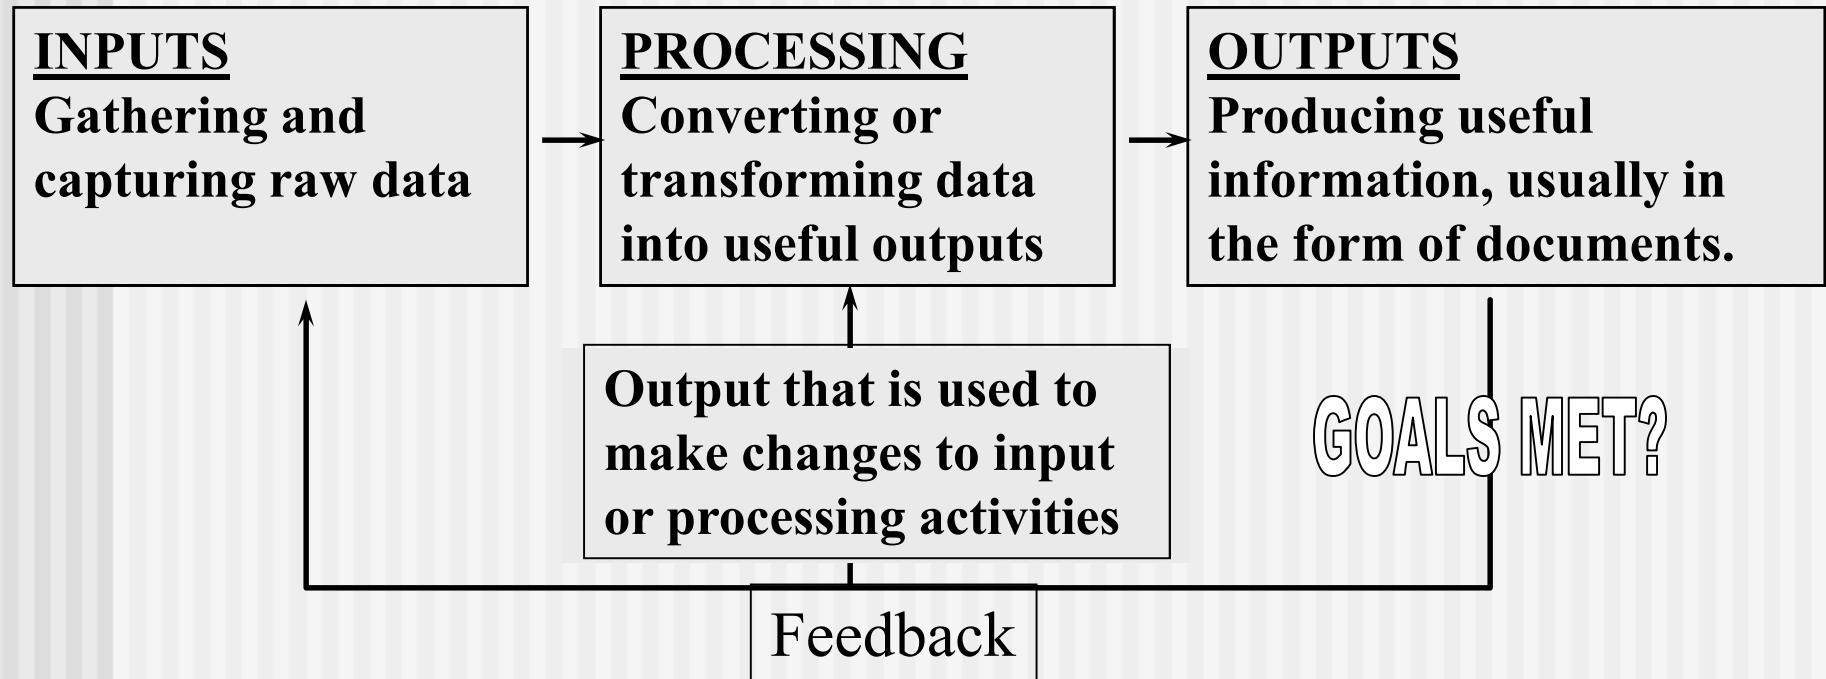 INPUTS
Gathering and
capturing raw data
PROCESSING
Converting or
transforming data
into useful outputs
OUTPUTS
Producing useful
information, usually in
the form of documents.
Output that is used to
make changes to input
or processing activities
GOALS MET?
Feedback